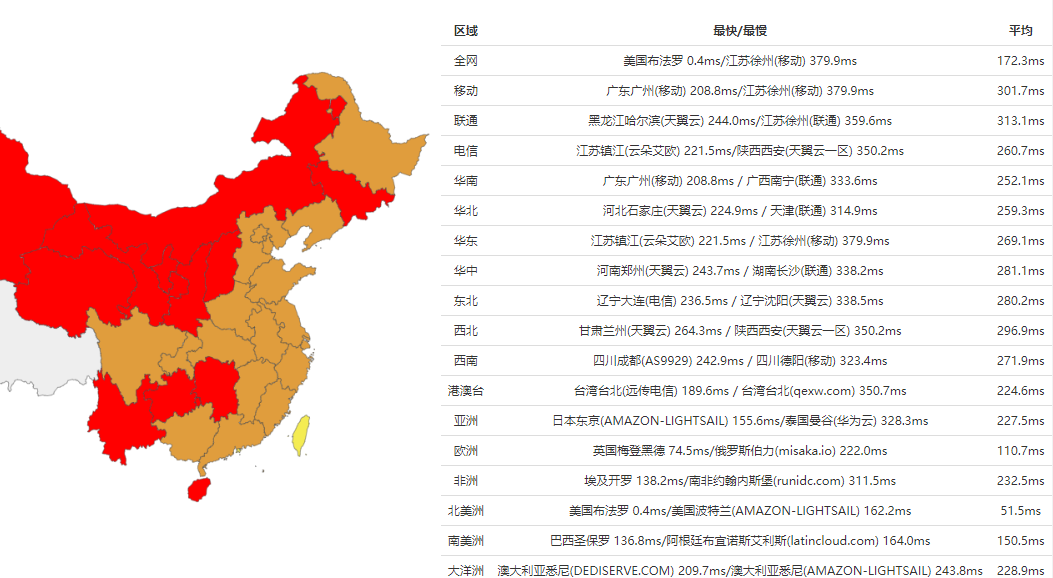 区域 最快/最慢 平均
全网 美国布法罗 0.4ms/江苏徐州(移动) 379.9ms 172.3ms
移动 广东广州(移动) 208.8ms/江苏徐州(移动) 379.9ms 301.7ms
联通 黑龙江哈尔滨(天翼云) 244.0ms/江苏徐州(联通) 359.6ms 313.1ms
电信 江苏镇江(云朵艾欧) 221.5ms/陕西西安(天翼云一区) 350.2ms 260.7ms
华南 广东广州(移动) 208.8ms / 广西南宁(联通) 333.6ms 252.1ms
华北 河北石家庄(天翼云) 224.9ms / 天津(联通) 314.9ms 259.3ms
华东 江苏镇江(云朵艾欧) 221.5ms / 江苏徐州(移动) 379.9ms 269.1ms
华中 河南郑州(天翼云) 243.7ms / 湖南长沙(联通) 338.2ms 281.1ms
东北 辽宁大连(电信) 236.5ms / 辽宁沈阳(天翼云) 338.5ms 280.2ms
西北 甘肃兰州(天翼云) 264.3ms / 陕西西安(天翼云一区) 350.2ms 296.9ms
西南 四川成都(AS9929) 242.9ms / 四川德阳(移动) 323.4ms 271.9ms
港澳台 台湾台北(远传电信) 189.6ms / 台湾台北(qexw.com) 350.7ms 224.6ms
亚洲 日本东京(AMAZON-LIGHTSAIL) 155.6ms/泰国曼谷(华为云) 328.3ms 227.5ms
欧洲 英国梅登黑德 74.5ms/俄罗斯伯力(misaka.io) 222.0ms 110.7ms
非洲 埃及开罗 138.2ms/南非约翰内斯堡(runidc.com) 311.5ms 232.5ms
北美洲 美国布法罗 0.4ms/美国波特兰(AMAZON-LIGHTSAIL) 162.2ms 51.5ms
南美洲 巴西圣保罗 136.8ms/阿根廷布宜诺斯艾利斯(latincloud.com) 164.0ms 150.5ms
大洋洲 澳大利亚悉尼(DEDISERVE.COM) 209.7ms/澳大利亚悉尼(AMAZON-LIGHTSAIL) 243.8ms 228.9ms